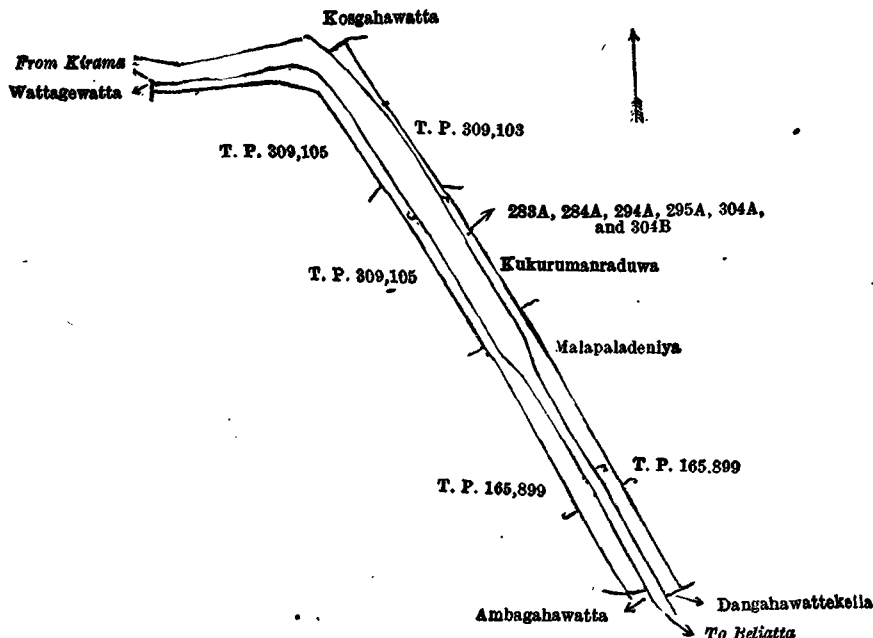 Kosgahawatta
From Kirama
Wattagewatta
T. P. 309,103
T. P. 309,105
283A, 284A, 294A, 295A, 304A,
and 304B
Kukurumanraduwa
T. P. 309,105
Malapaladeniya
T. P. 165.899
T. P. 165,899
Ambagahawatta
Dangahawattekella
To Beliatta